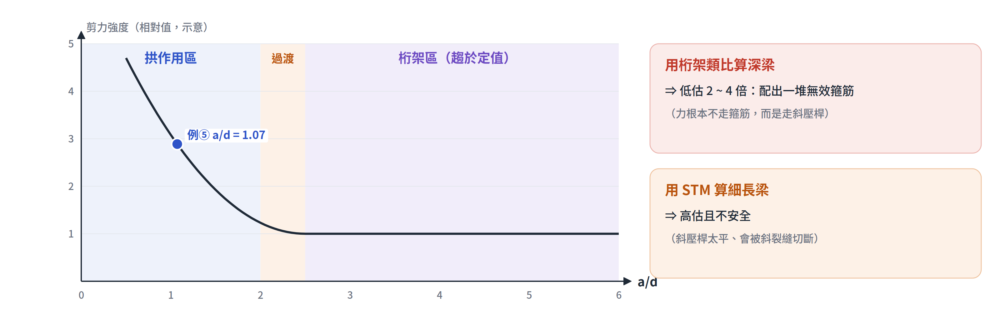 剪力強度（相對值，示意）
5
4
3
2
1
拱作用區
過渡
桁架區（趨於定值）
例⑤ a/d = 1.07
0
1
2
3
4
5
6
a/d
用桁架類比算深梁
⇒ 低估 2 ~ 4 倍：配出一堆無效箍筋
（力根本不走箍筋，而是走斜壓桿）
用 STM 算細長梁
⇒ 高估且不安全
（斜壓桿太平、會被斜裂縫切斷）